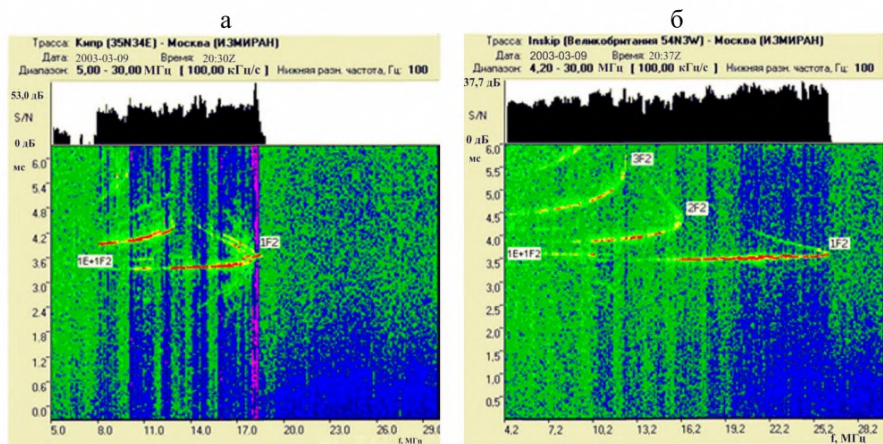 а
Трасса: Кипр (35N34E) - Москва (ИЗМИРАН)
Дата: 2003-03-09 Время: 20:30Z
Диапазон: 5,00 - 30,00 МГц [ 100,00 кГц/с ] Нижняя разн. частота, Гц: 100
53,0 дБ
S/N
0 дБ
6.0
мс
5.4
4.8
4.2
3.6
3.0
2.4
1.8
1.2
0.6
0.0
1E+1F2
1F2
5.0 8.0 11.0 14.0 17.0 20.0 23.0 26.0 29.0
f, МГц
б
Трасса: Inskip (Великобритания 54N3W) - Москва (ИЗМИРАН)
Дата: 2003-03-09 Время: 20:37Z
Диапазон: 4,20 - 30,00 МГц [ 100,00 кГц/с ] Нижняя разн. частота, Гц: 100
37,7 дБ
S/N
0 дБ
6,0
мс
5,5
5,0
4,5
4,0
3,5
3,0
2,5
2,0
1,5
1,0
0,5
3F2
2F2
1E+1F2
1F2
4,2 7,2 10,2 13,2 16,2 19,2 22,2 25,2 28,2
f, МГц